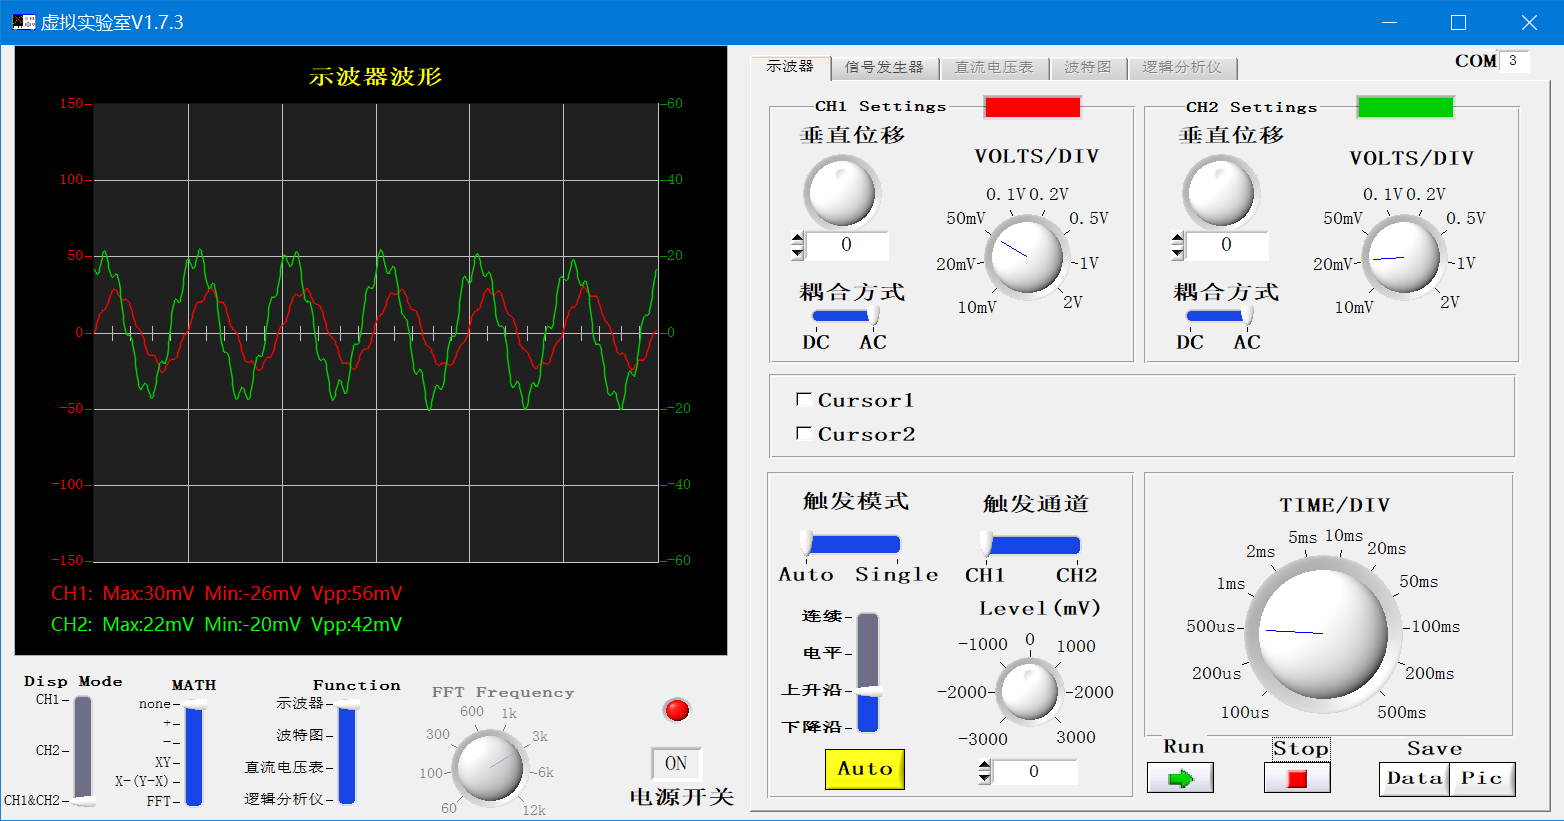 虚拟实验室V1.7.3
示波器波形
150
100
50
0
-50
-100
-150
60
40
20
0
-20
-40
-60
CH1: Max:30mV Min:-26mV Vpp:56mV
CH2: Max:22mV Min:-20mV Vpp:42mV
Disp Mode
CH1
CH2
CH1&CH2
MATH
none
+
-
XY
X-(Y-X)
FFT
Function
示波器
波特图
直流电压表
逻辑分析仪
FFT Frequency
600 1k
300 3k
100 6k
60 12k
ON
电源开关
示波器 信号发生器 直流电压表 波特图 逻辑分析仪
COM 3
CH1 Settings
垂直位移
0
耦合方式
DC AC
VOLTS/DIV
0.1V 0.2V
50mV 0.5V
20mV 1V
10mV 2V
CH2 Settings
垂直位移
0
耦合方式
DC AC
VOLTS/DIV
0.1V 0.2V
50mV 0.5V
20mV 1V
10mV 2V
Cursor1
Cursor2
触发模式
Auto Single
触发通道
CH1 CH2
连续
电平
上升沿
下降沿
Auto
Level(mV)
0
-1000 1000
-2000 2000
-3000 3000
0
TIME/DIV
5ms 10ms
2ms 20ms
1ms 50ms
500us 100ms
200us 200ms
100us 500ms
Run
Stop
Save
Data Pic